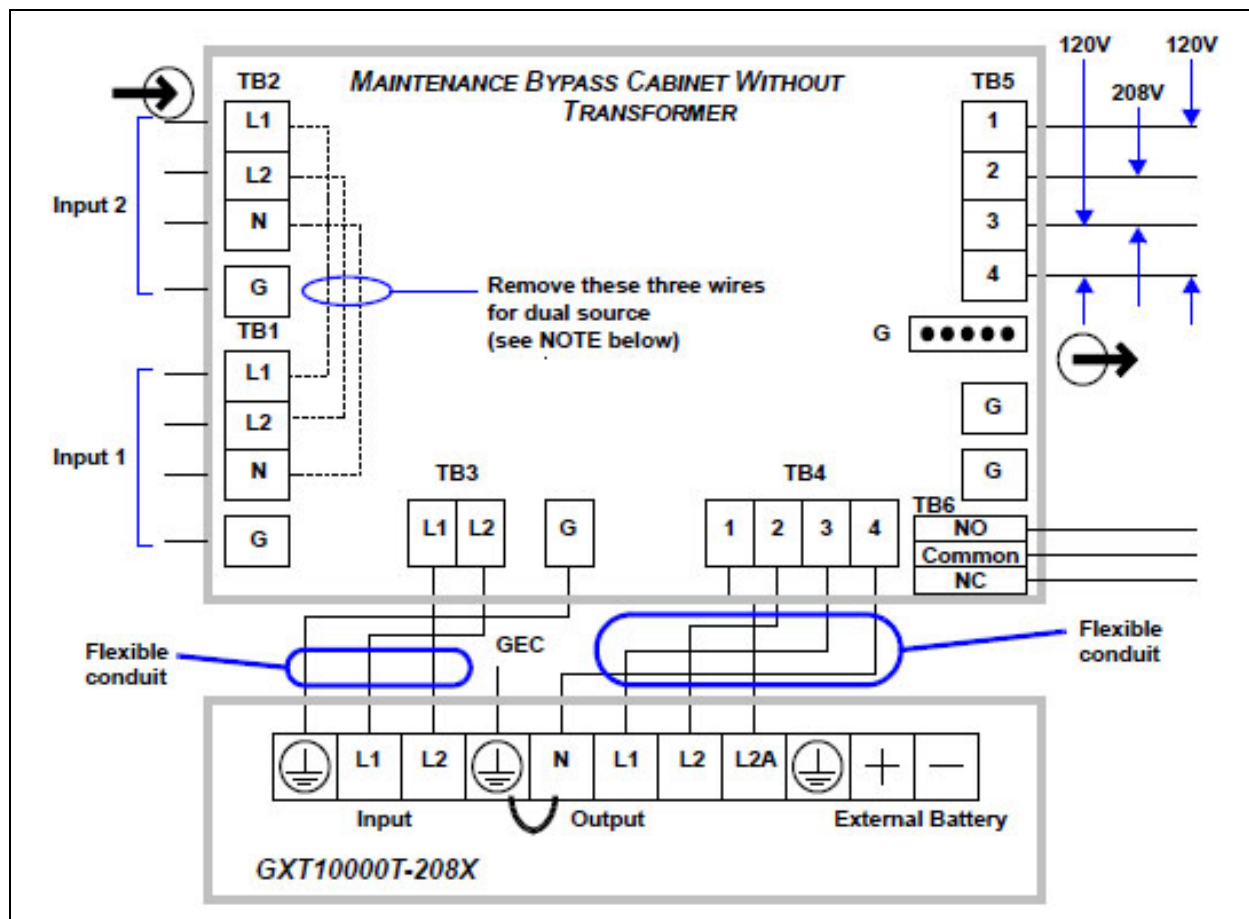 120V
120V
208V
TB2
MAINTENANCE BYPASS CABINET WITHOUT
TRANSFORMER
TB5
L1
L2
N
G
Input 2
1
2
3
4
Remove these three wires
for dual source
(see NOTE below)
G
TB1
L1
L2
N
G
Input 1
G
G
TB3
L1
L2
G
TB4
1
2
3
4
TB6
NO
Common
NC
Flexible
conduit
GEC
Flexible
conduit
L1
L2
N
L1
L2
L2A
+
−
Input
Output
External Battery
GXT10000T-208X